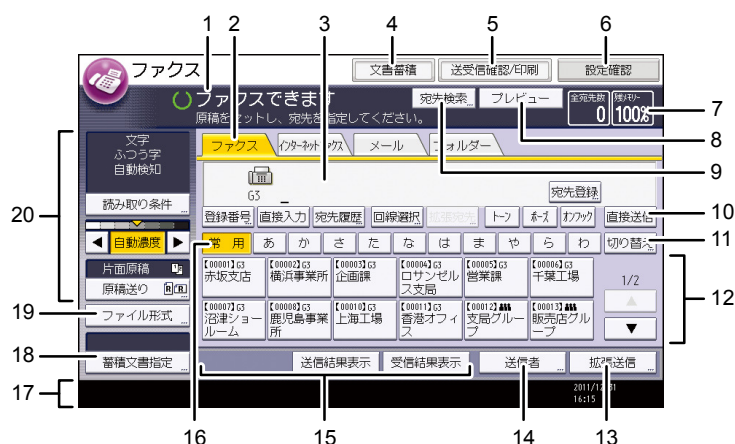 1 2 3 4 5 6
ファクス
文書蓄積 送受信確認/印刷 設定確認
ファクスできます
原稿をセットし、宛先を指定してください。
宛先検索 プレビュー
全宛先数 0
残メモリー 100%
7
8
9
文字
ふつう字
自動検知
読み取り条件
◀ 自動濃度 ▶
片面原稿
原稿送り
ファイル形式
蓄積文書指定
20
19
18
17
ファクス インターネットファクス メール フォルダー
G3 _
宛先登録
登録番号 直接入力 宛先履歴 回線選択 拡張宛先 トーン ポーズ オンフック 直接送信
10
常用 あ か さ た な は ま や ら わ 切り替え
11
【00001】G3
赤坂支店
【00002】G3
横浜事業所
【00003】G3
企画課
【00004】G3
ロサンゼルス支局
【00005】G3
営業課
【00006】G3
千葉工場
1/2
【00007】G3
沼津ショールーム
【00008】G3
鹿児島事業所
【00010】G3
上海工場
【00011】G3
香港オフィス
【00012】
支局グループ
【00013】
販売店グループ
▲
▼
12
送信結果表示 受信結果表示 送信者 拡張送信
2011/12/31
16:15
16 15 14 13